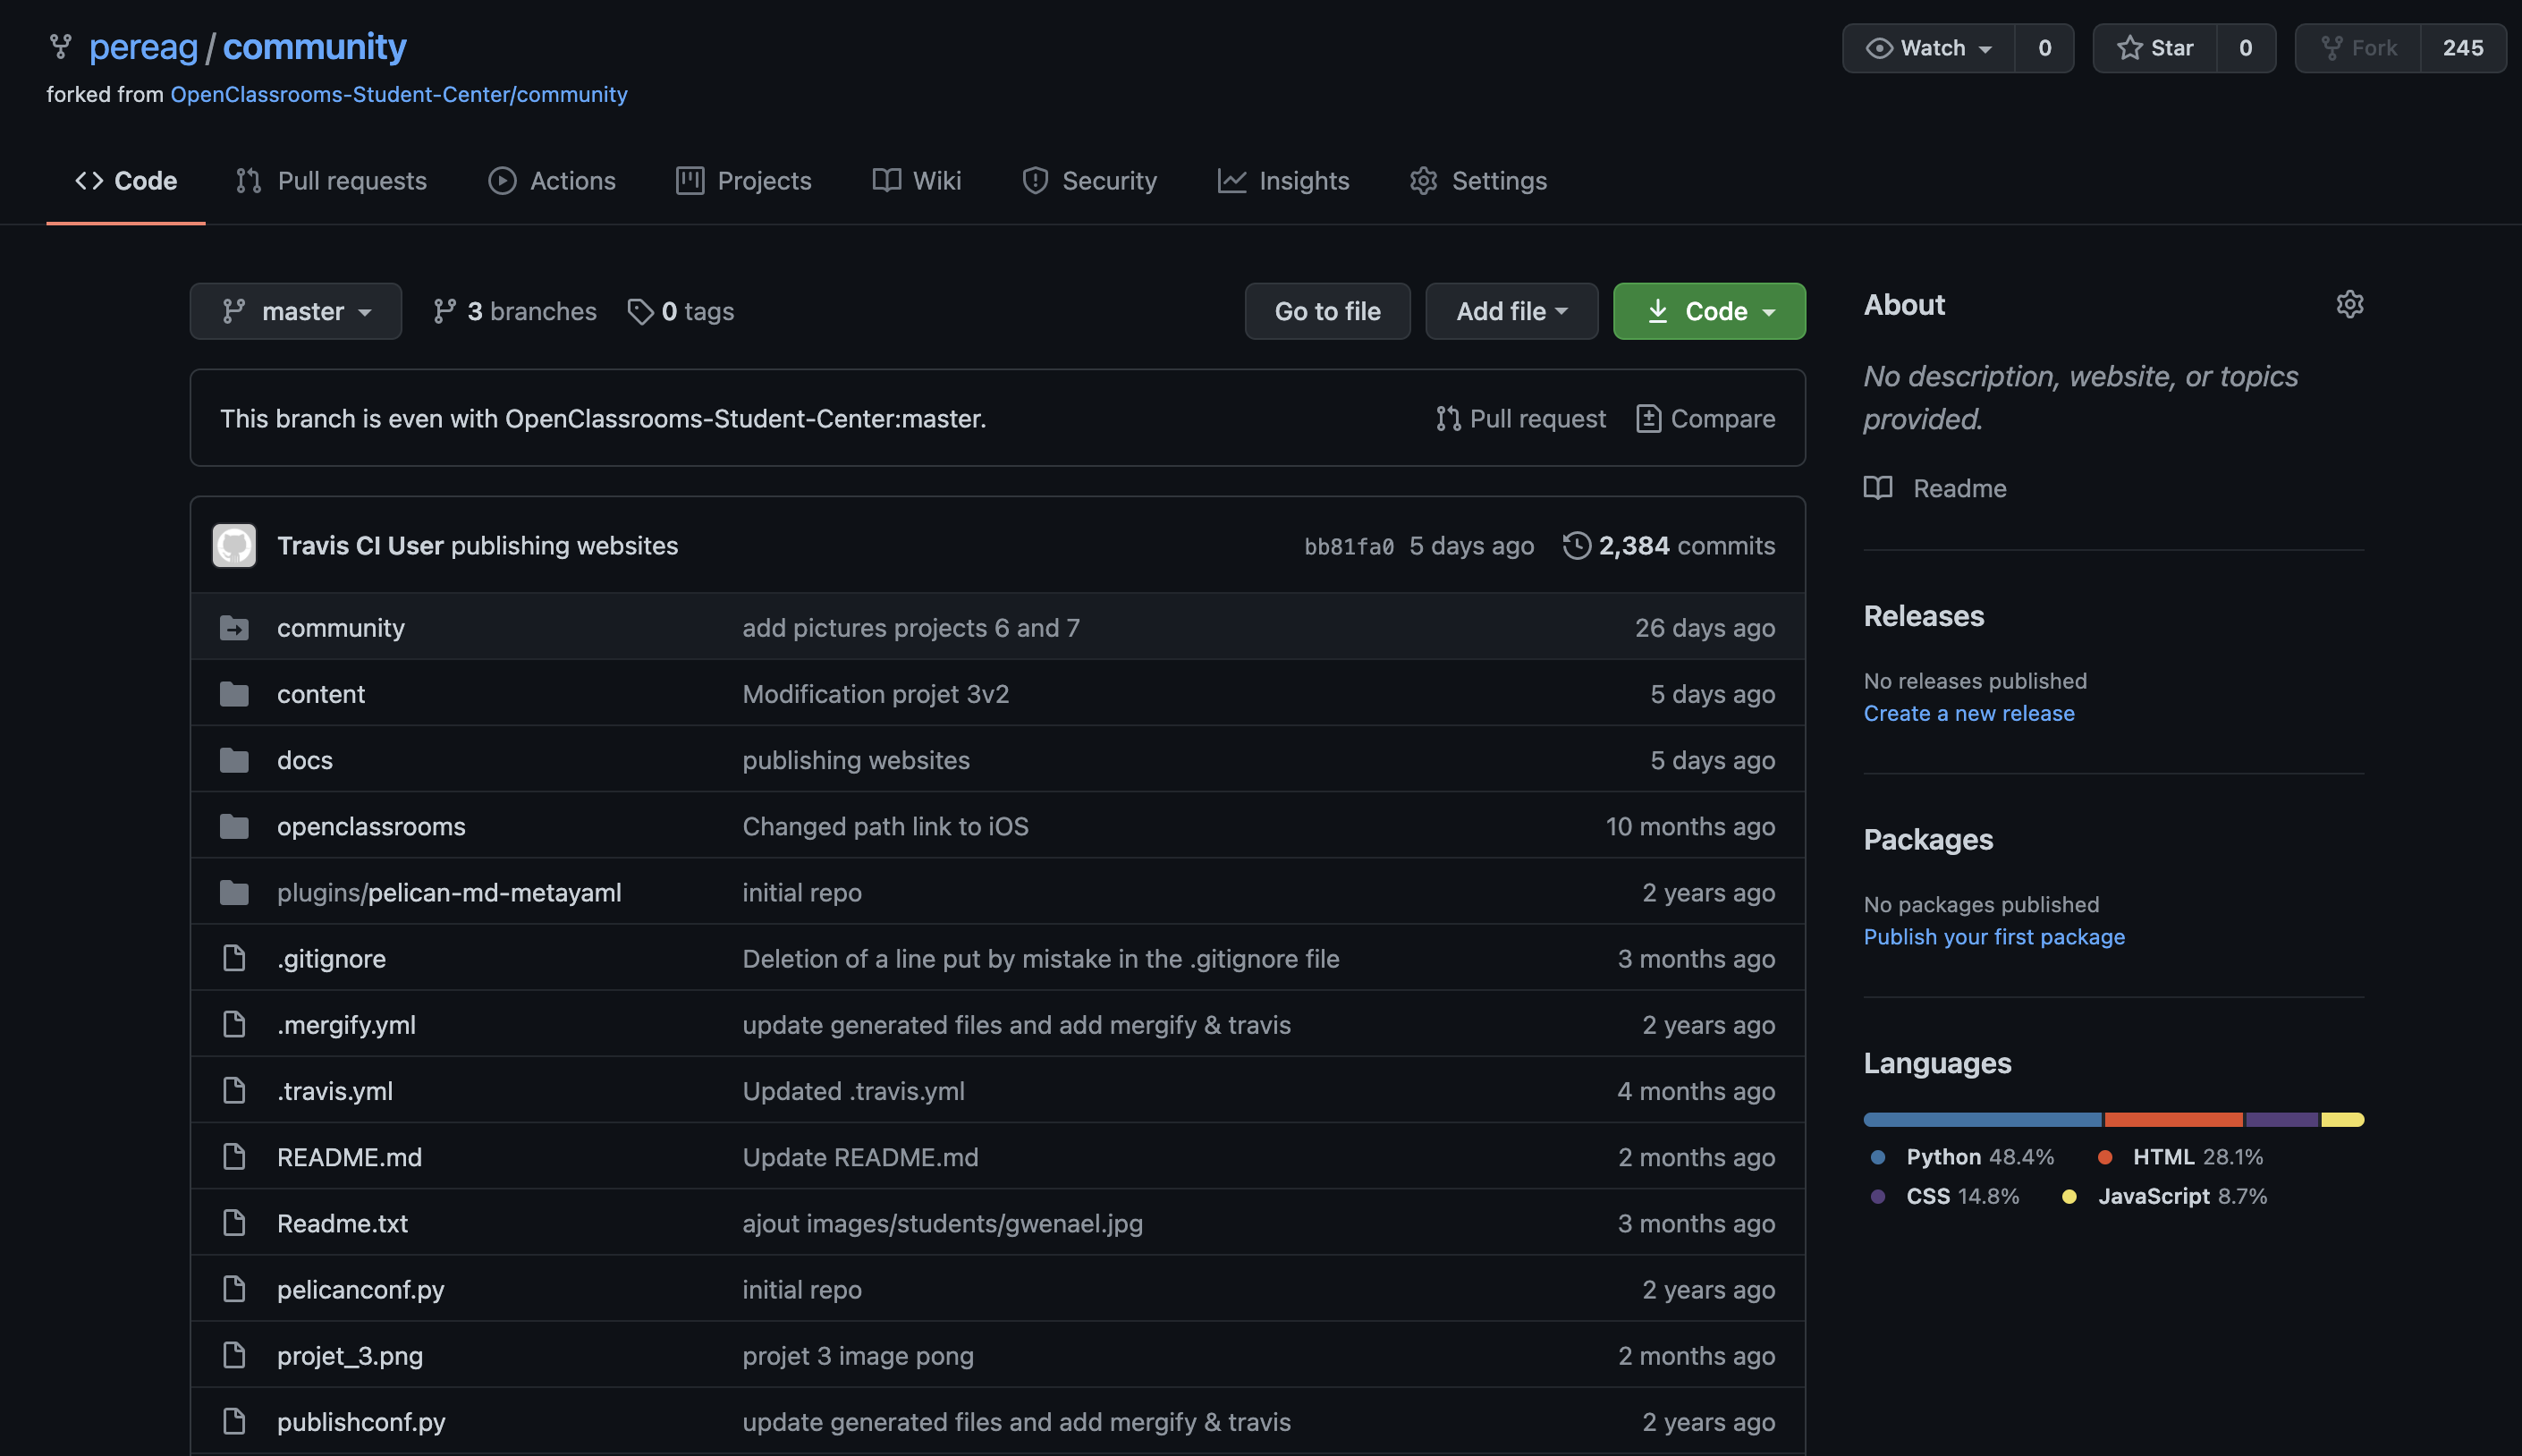 pereag / community
Watch 0
Star 0
Fork 245
forked from OpenClassrooms-Student-Center/community
Code Pull requests Actions Projects Wiki Security Insights Settings
master 3 branches 0 tags Go to file Add file Code
This branch is even with OpenClassrooms-Student-Center:master. Pull request Compare
Travis CI User publishing websites bb81fa0 5 days ago 2,384 commits
community add pictures projects 6 and 7 26 days ago
content Modification projet 3v2 5 days ago
docs publishing websites 5 days ago
openclassrooms Changed path link to iOS 10 months ago
plugins/pelican-md-metayaml initial repo 2 years ago
.gitignore Deletion of a line put by mistake in the .gitignore file 3 months ago
.mergify.yml update generated files and add mergify & travis 2 years ago
.travis.yml Updated .travis.yml 4 months ago
README.md Update README.md 2 months ago
Readme.txt ajout images/students/gwenael.jpg 3 months ago
pelicanconf.py initial repo 2 years ago
projet_3.png projet 3 image pong 2 months ago
publishconf.py update generated files and add mergify & travis 2 years ago
About
No description, website, or topics
provided.
Readme
Releases
No releases published
Create a new release
Packages
No packages published
Publish your first package
Languages
Python 48.4% HTML 28.1%
CSS 14.8% JavaScript 8.7%